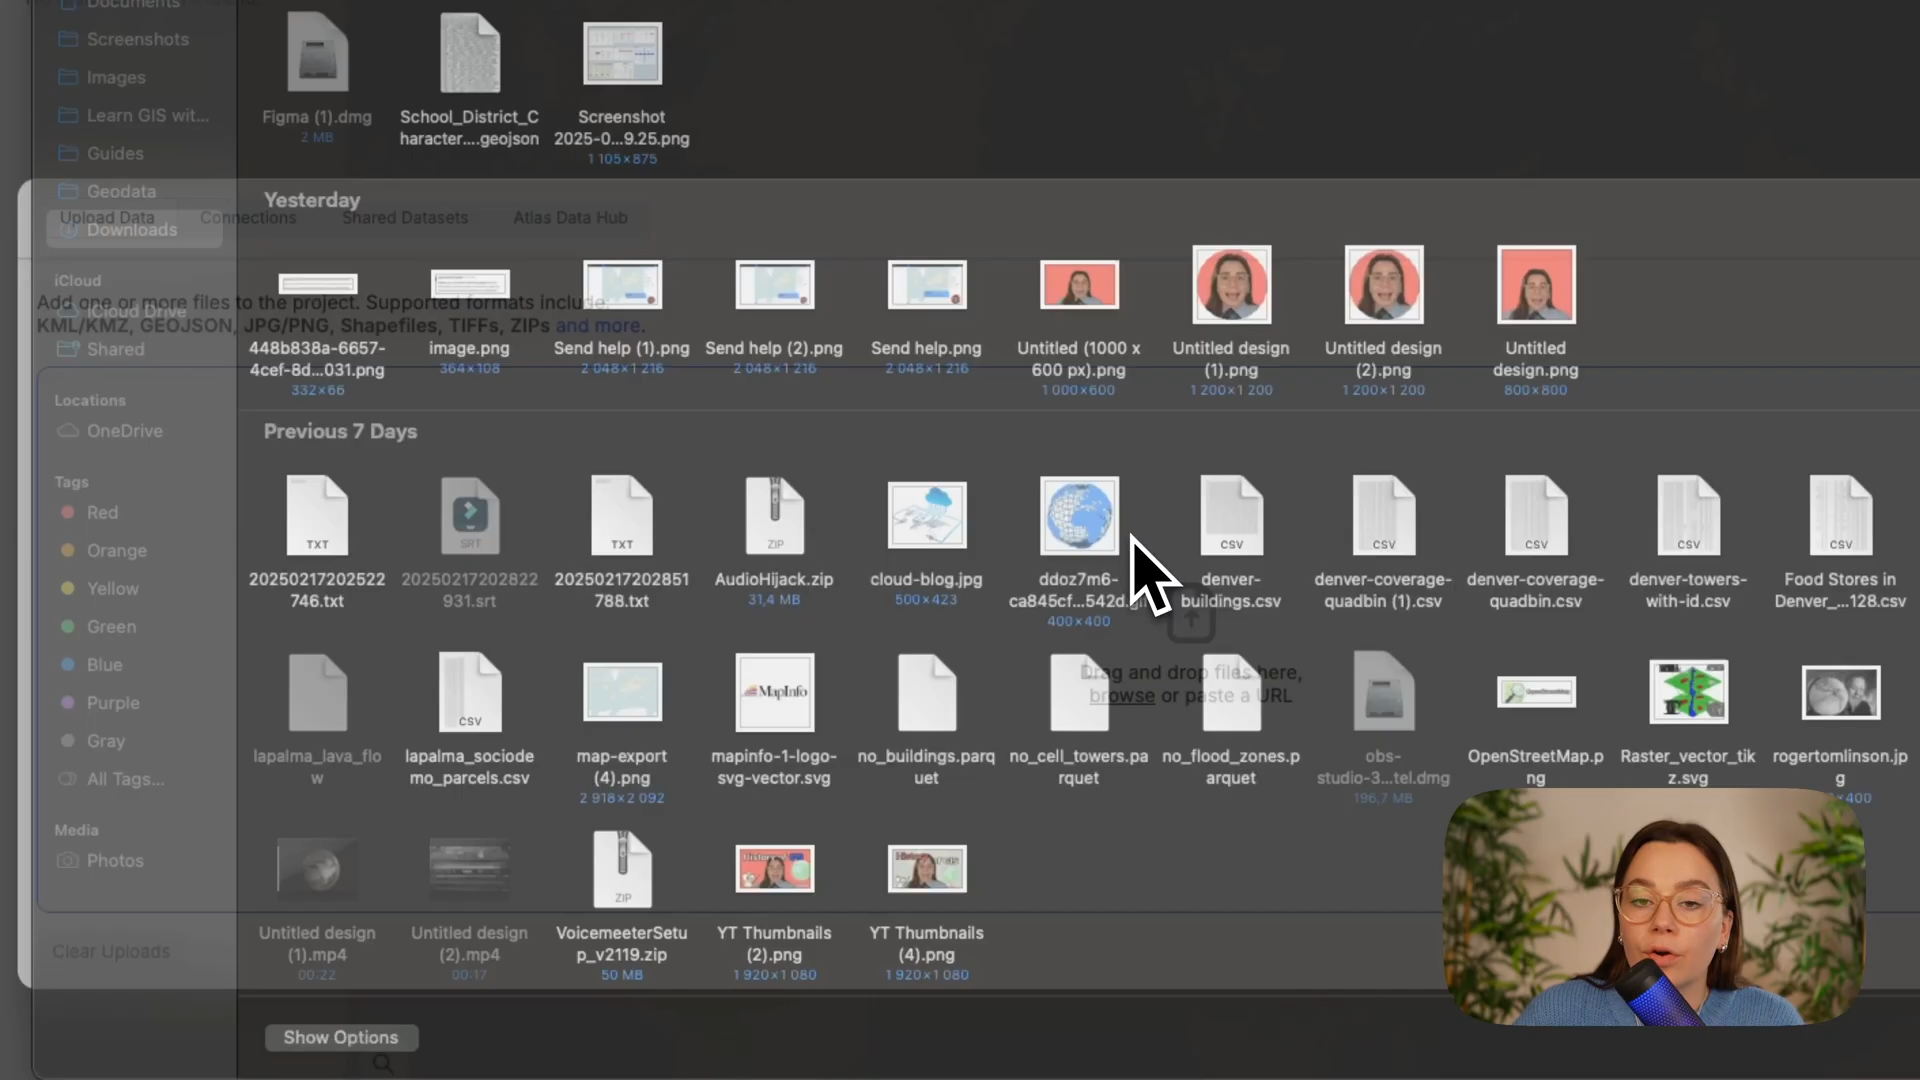 Documents
Screenshots
Images
Learn GIS wit...
Guides
Geodata
Downloads
iCloud
iCloud Drive
Shared
Locations
OneDrive
Tags
Red
Orange
Yellow
Green
Blue
Purple
Gray
All Tags...
Media
Photos
Upload Data
Connections
Shared Datasets
Atlas Data Hub
Add one or more files to the project. Supported formats include:
KML/KMZ, GEOJSON, JPG/PNG, Shapefiles, TIFFs, ZIPs and more.
Drag and drop files here,
browse or paste a URL
Clear Uploads
Figma (1).dmg
2 MB
School_District_C
haracter....geojson
Screenshot
2025-0...9.25.png
1 105×875
Yesterday
448b838a-6657-
4cef-8d...031.png
332×66
image.png
364×108
Send help (1).png
2 048×1 216
Send help (2).png
2 048×1 216
Send help.png
2 048×1 216
Untitled (1000 x
600 px).png
1 000×600
Untitled design
(1).png
1 200×1 200
Untitled design
(2).png
1 200×1 200
Untitled
design.png
800×800
Previous 7 Days
TXT
20250217202522
746.txt
SRT
20250217202822
931.srt
TXT
20250217202851
788.txt
ZIP
AudioHijack.zip
31,4 MB
cloud-blog.jpg
500×423
ddoz7m6-
ca845cf...542d.gif
400×400
CSV
denver-
buildings.csv
CSV
denver-coverage-
quadbin (1).csv
CSV
denver-coverage-
quadbin.csv
CSV
denver-towers-
with-id.csv
CSV
Food Stores in
Denver_...128.csv
lapalma_lava_flo
w
CSV
lapalma_sociode
mo_parcels.csv
map-export
(4).png
2 918×2 092
MapInfo
mapinfo-1-logo-
svg-vector.svg
no_buildings.parq
uet
no_cell_towers.pa
rquet
no_flood_zones.p
arquet
obs-
studio-3...tel.dmg
196,7 MB
OpenStreetMap
OpenStreetMap.p
ng
Raster_vector_tik
z.svg
rogertomlinson.jp
g
×400
Untitled design
(1).mp4
00:22
Untitled design
(2).mp4
00:17
ZIP
VoicemeeterSetu
p_v2119.zip
50 MB
YT Thumbnails
(2).png
1 920×1 080
YT Thumbnails
(4).png
1 920×1 080
Show Options